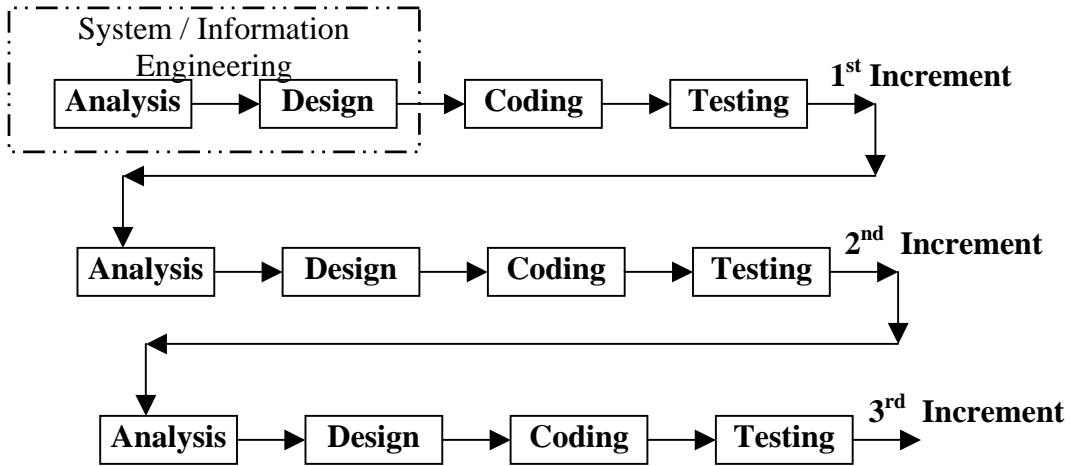 System / Information
Engineering
Analysis Design Coding Testing 1st Increment
Analysis Design Coding Testing 2nd Increment
Analysis Design Coding Testing 3rd Increment